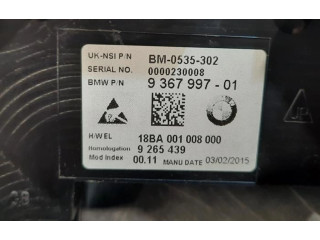 UK-NSI P/N BM-0535-302
SERIAL NO. 0000230008
BMW P/N 9 367 997 - 01
H/W EL 18BA 001 008 000
Homologation 9 265 439
Mod Index 00.11 MANU DATE 03/02/2015